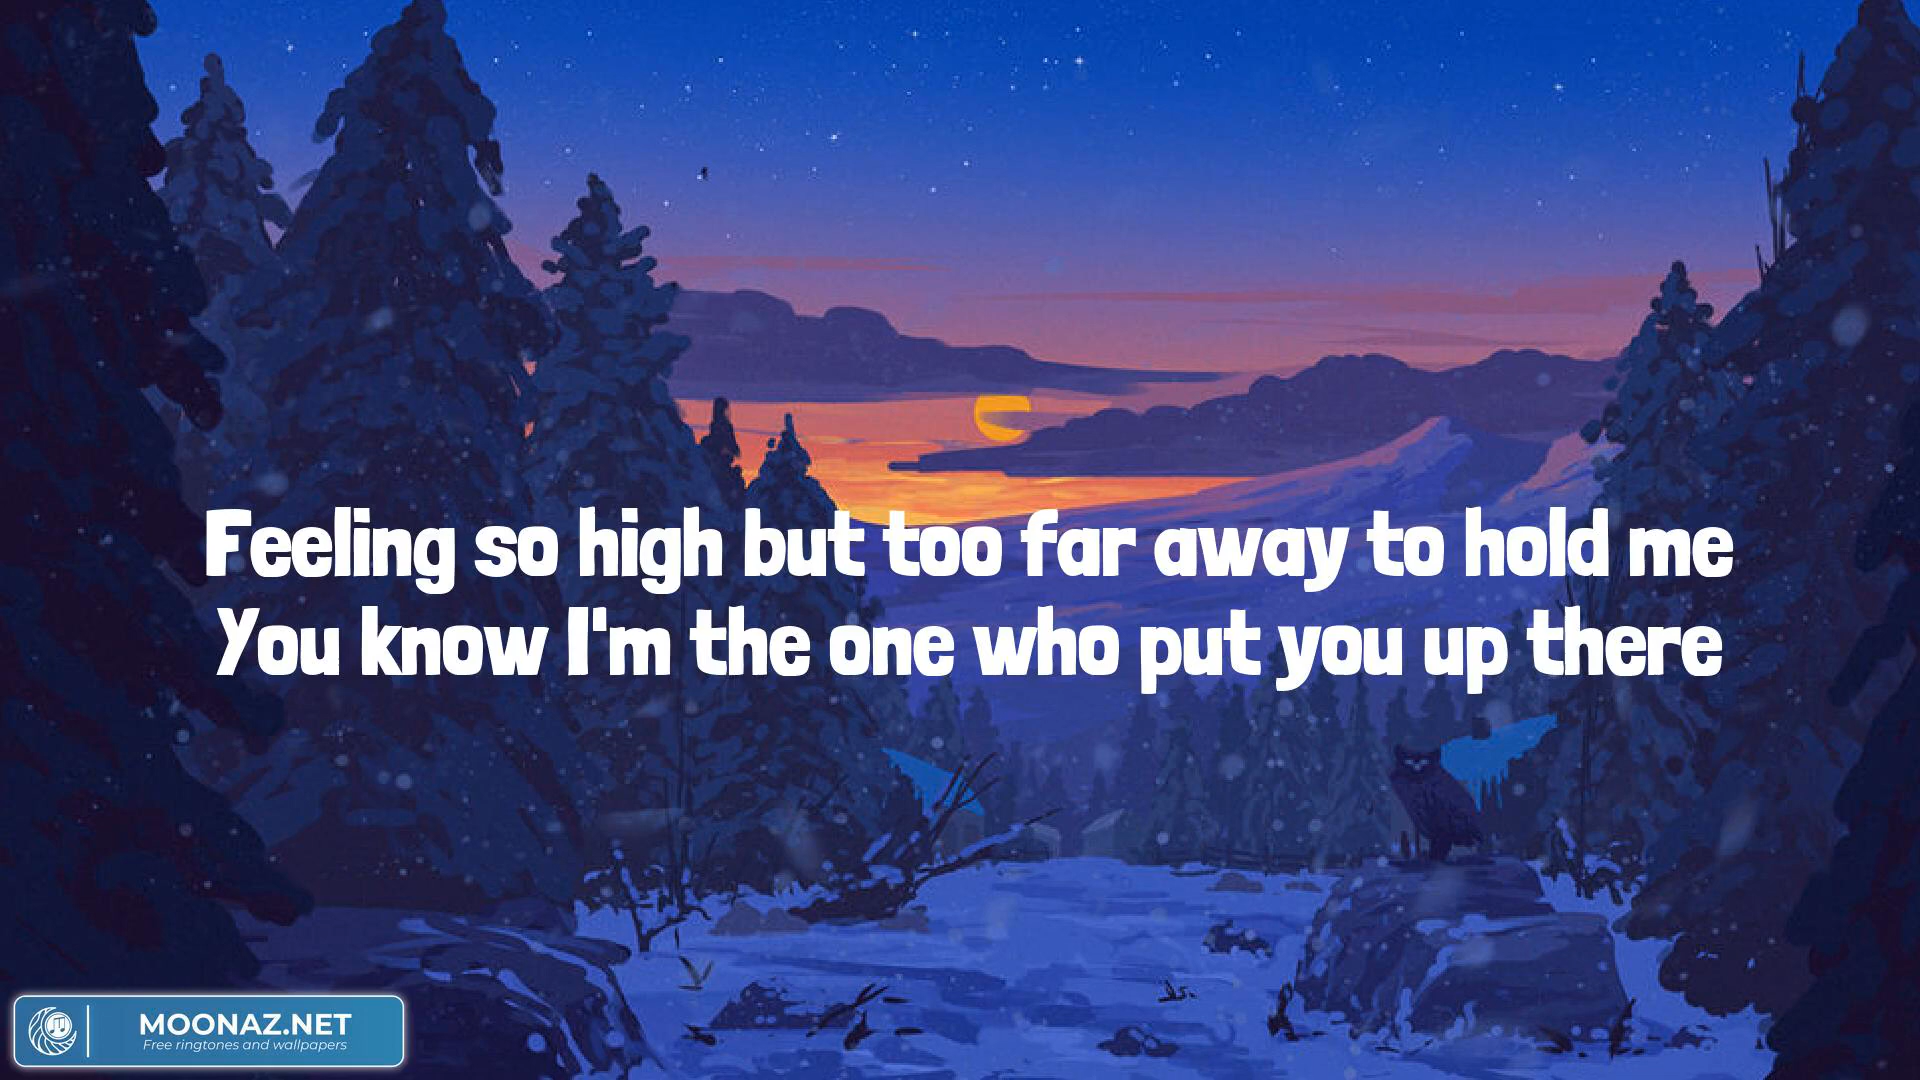 Feeling so high but too far away to hold me
You know I'm the one who put you up there
MOONAZ.NET
Free ringtones and wallpapers